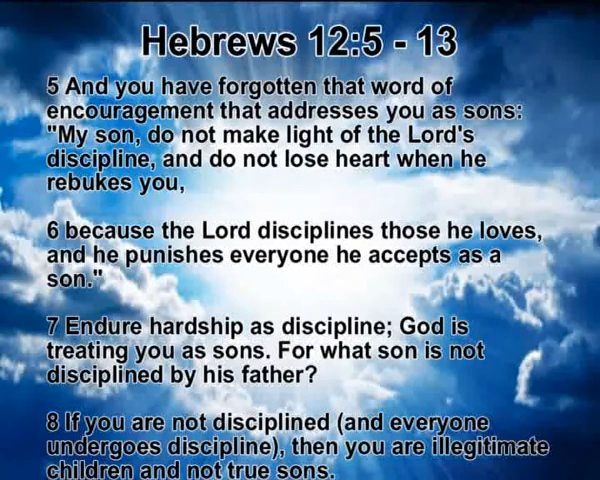 Hebrews 12:5 - 13
5 And you have forgotten that word of
encouragement that addresses you as sons:
"My son, do not make light of the Lord's
discipline, and do not lose heart when he
rebukes you,
6 because the Lord disciplines those he loves,
and he punishes everyone he accepts as a
son."
7 Endure hardship as discipline; God is
treating you as sons. For what son is not
disciplined by his father?
8 If you are not disciplined (and everyone
undergoes discipline), then you are illegitimate
children and not true sons.